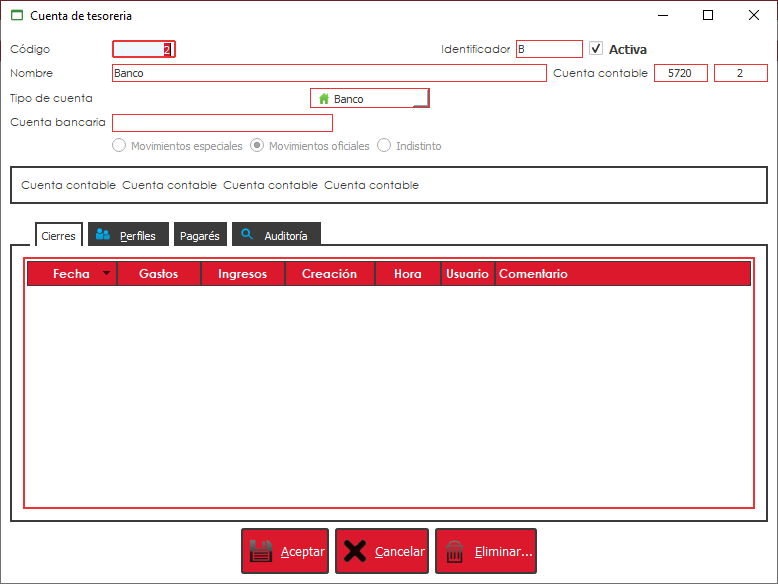 Cuenta de tesoreria
Código 2 Identificador B Activa
Nombre Banco Cuenta contable 5720 2
Tipo de cuenta Banco
Cuenta bancaria
Movimientos especiales Movimientos oficiales Indistinto
Cuenta contable Cuenta contable Cuenta contable Cuenta contable
Cierres Perfiles Pagarés Auditoría
Fecha Gastos Ingresos Creación Hora Usuario Comentario
Aceptar Cancelar Eliminar...